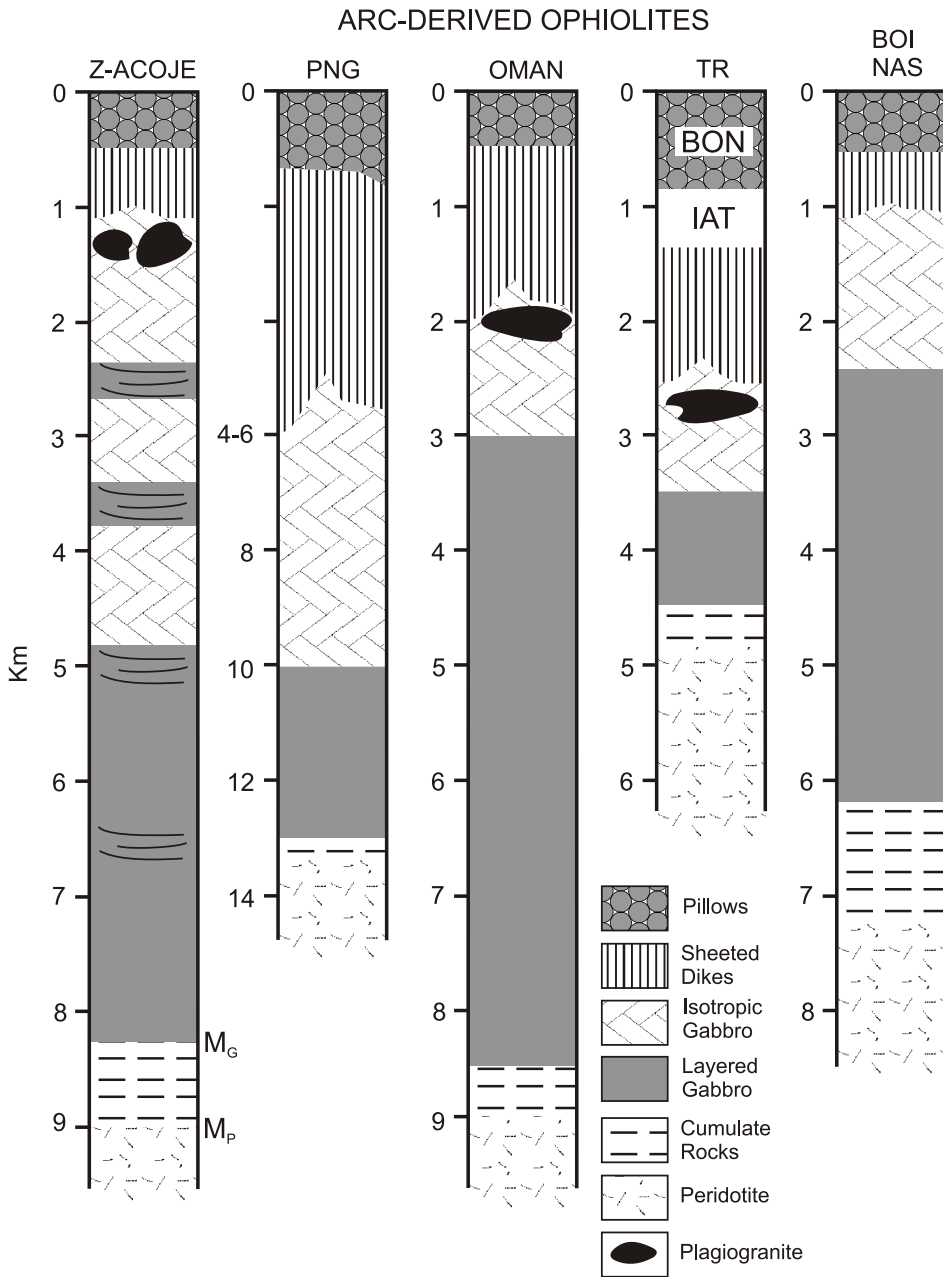 ARC-DERIVED OPHIOLITES
Z-ACOJE
PNG
OMAN
TR
BOI
NAS
Km
0
1
2
3
4
5
6
7
8
9
M_G
M_P
0
4-6
8
10
12
14
0
1
2
3
4
5
6
7
8
9
0
1
2
3
4
5
6
BON
IAT
0
1
2
3
4
5
6
7
8
Pillows
Sheeted
Dikes
Isotropic
Gabbro
Layered
Gabbro
Cumulate
Rocks
Peridotite
Plagiogranite